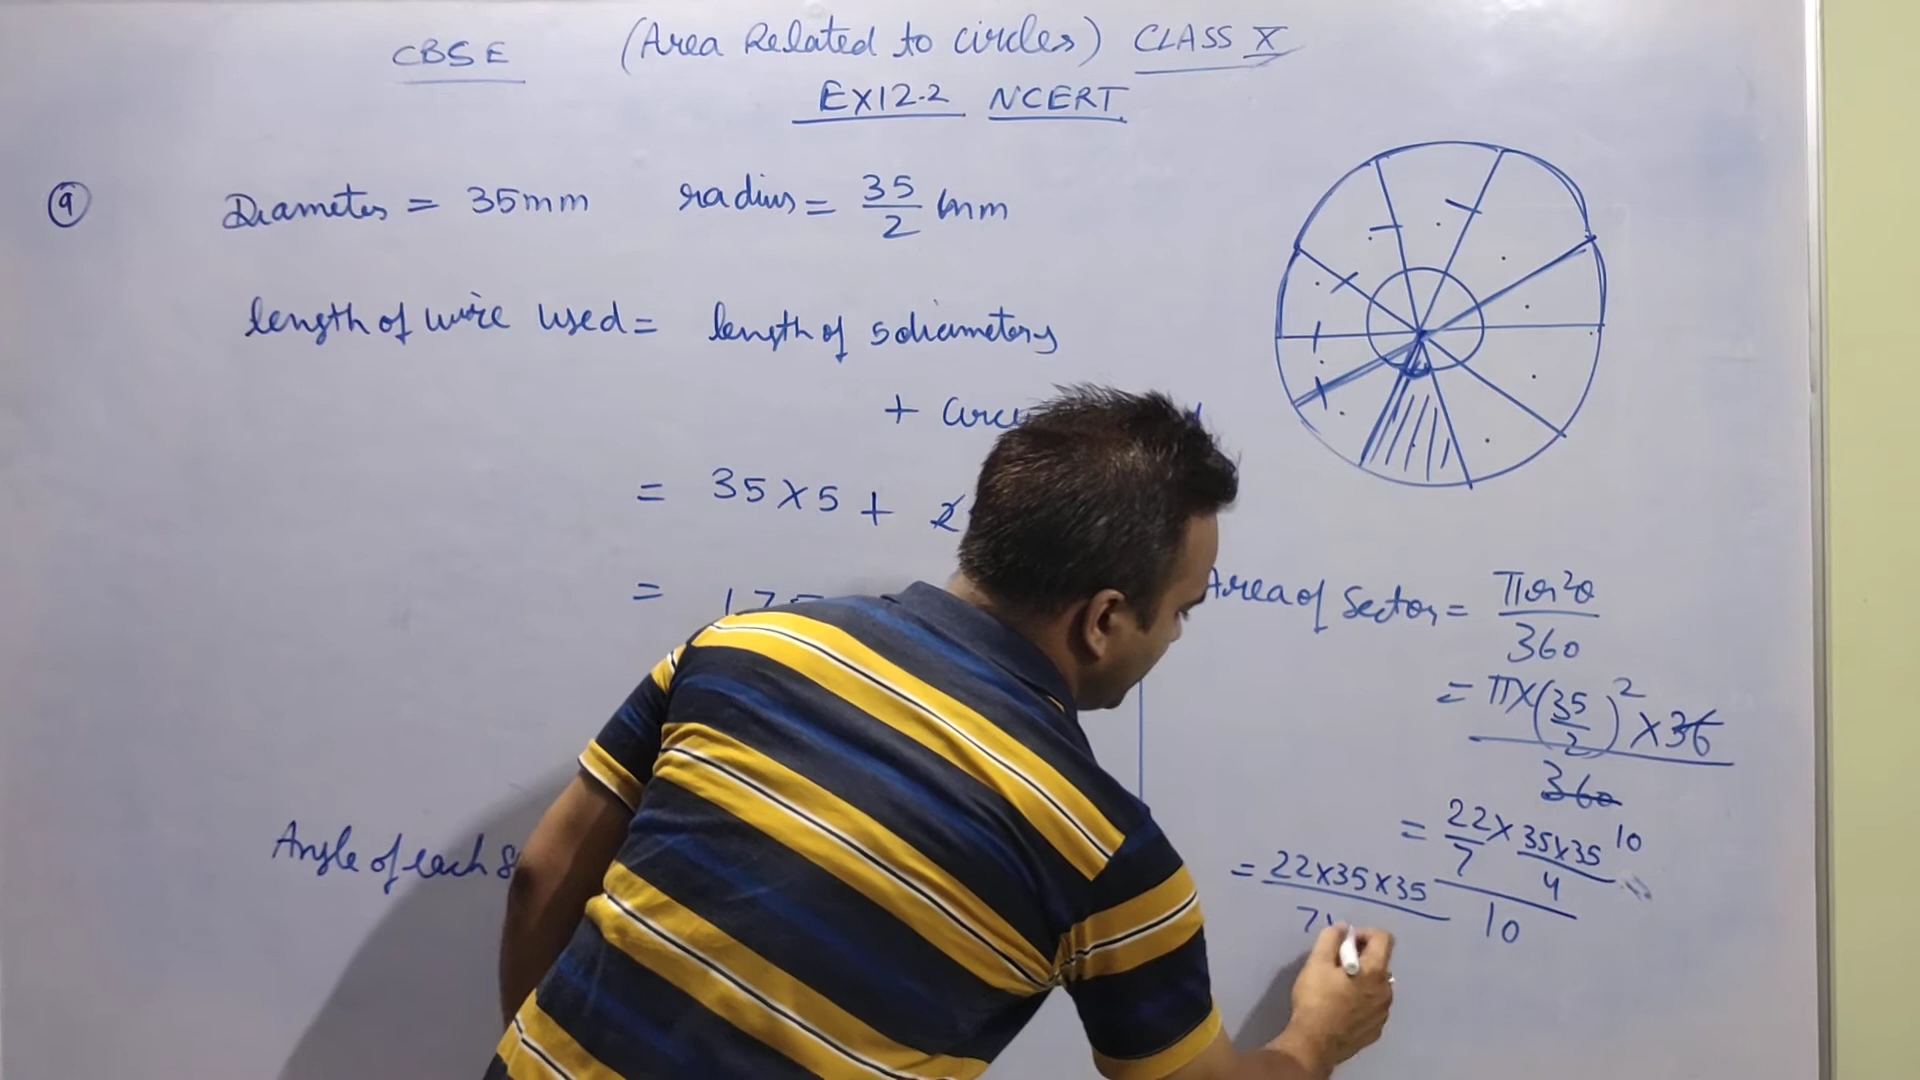 CBSE (Area Related to circles) CLASS X
EX12.2 NCERT
9 Diameter = 35mm radius = 35/2 mm
length of wire used = length of 5 diameters
+
= 35 X 5 + 2
= 175
Angle of each
Area of Sector = πr²θ/360
= πX(35/2)² X 36/360
= 22/7 X 35X35/4 /10
10
= 22X35X35/7X